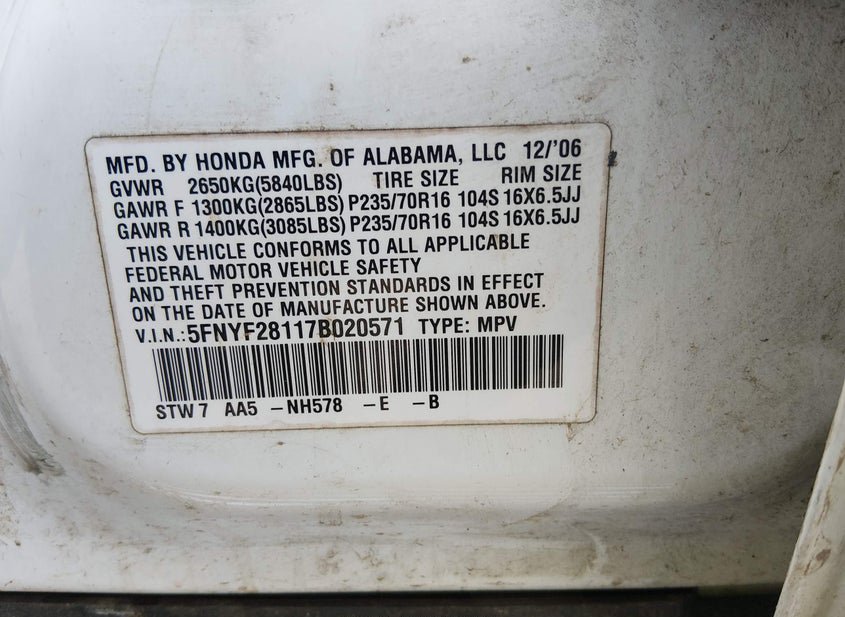 MFD. BY HONDA MFG. OF ALABAMA, LLC 12/'06
GVWR 2650KG(5840LBS) TIRE SIZE RIM SIZE
GAWR F 1300KG(2865LBS) P235/70R16 104S 16X6.5JJ
GAWR R 1400KG(3085LBS) P235/70R16 104S 16X6.5JJ
THIS VEHICLE CONFORMS TO ALL APPLICABLE
FEDERAL MOTOR VEHICLE SAFETY
AND THEFT PREVENTION STANDARDS IN EFFECT
ON THE DATE OF MANUFACTURE SHOWN ABOVE.
V.I.N.:5FNYF28117B020571 TYPE: MPV
STW7 AA5 -NH578 -E -B